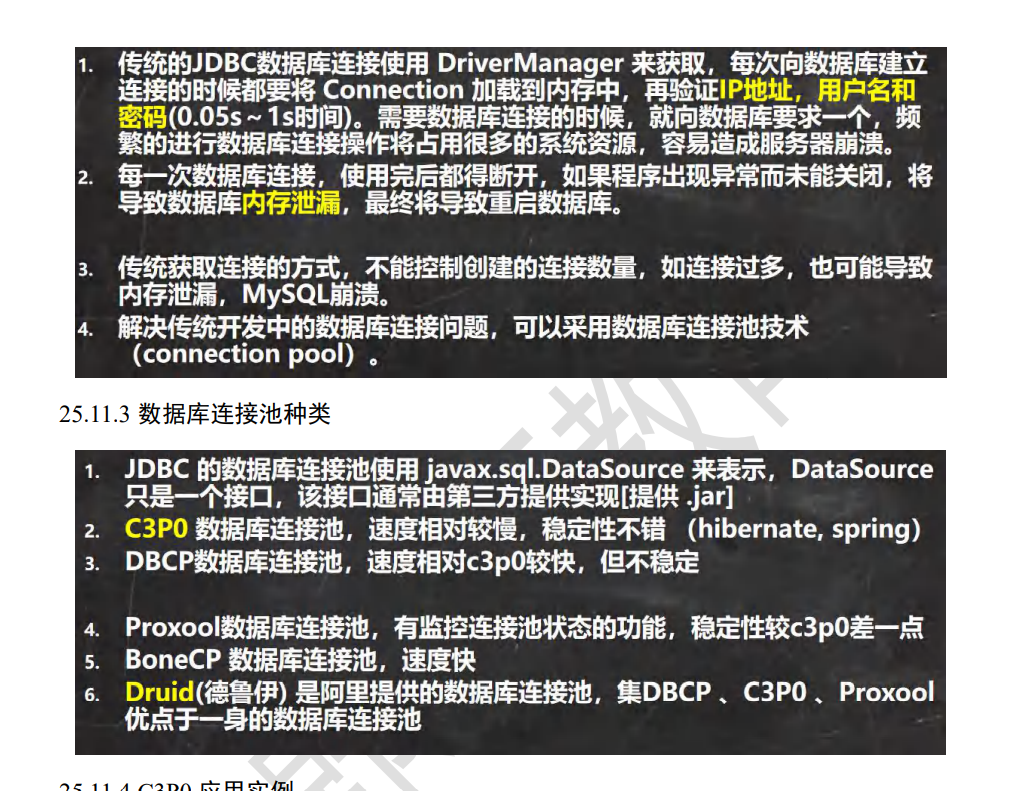 1. 传统的JDBC数据库连接使用 DriverManager 来获取，每次向数据库建立
连接的时候都要将 Connection 加载到内存中，再验证IP地址，用户名和
密码(0.05s～1s时间)。需要数据库连接的时候，就向数据库要求一个，频
繁的进行数据库连接操作将占用很多的系统资源，容易造成服务器崩溃。
2. 每一次数据库连接，使用完后都得断开，如果程序出现异常而未能关闭，将
导致数据库内存泄漏，最终将导致重启数据库。
3. 传统获取连接的方式，不能控制创建的连接数量，如连接过多，也可能导致
内存泄漏，MySQL崩溃。
4. 解决传统开发中的数据库连接问题，可以采用数据库连接池技术
（connection pool）。
25.11.3 数据库连接池种类
1. JDBC 的数据库连接池使用 javax.sql.DataSource 来表示，DataSource
只是一个接口，该接口通常由第三方提供实现[提供 .jar]
2. C3P0 数据库连接池，速度相对较慢，稳定性不错 （hibernate, spring）
3. DBCP数据库连接池，速度相对c3p0较快，但不稳定
4. Proxool数据库连接池，有监控连接池状态的功能，稳定性较c3p0差一点
5. BoneCP 数据库连接池，速度快
6. Druid(德鲁伊) 是阿里提供的数据库连接池，集DBCP 、C3P0 、Proxool
优点于一身的数据库连接池
25.11.4 C3P0 应用实例